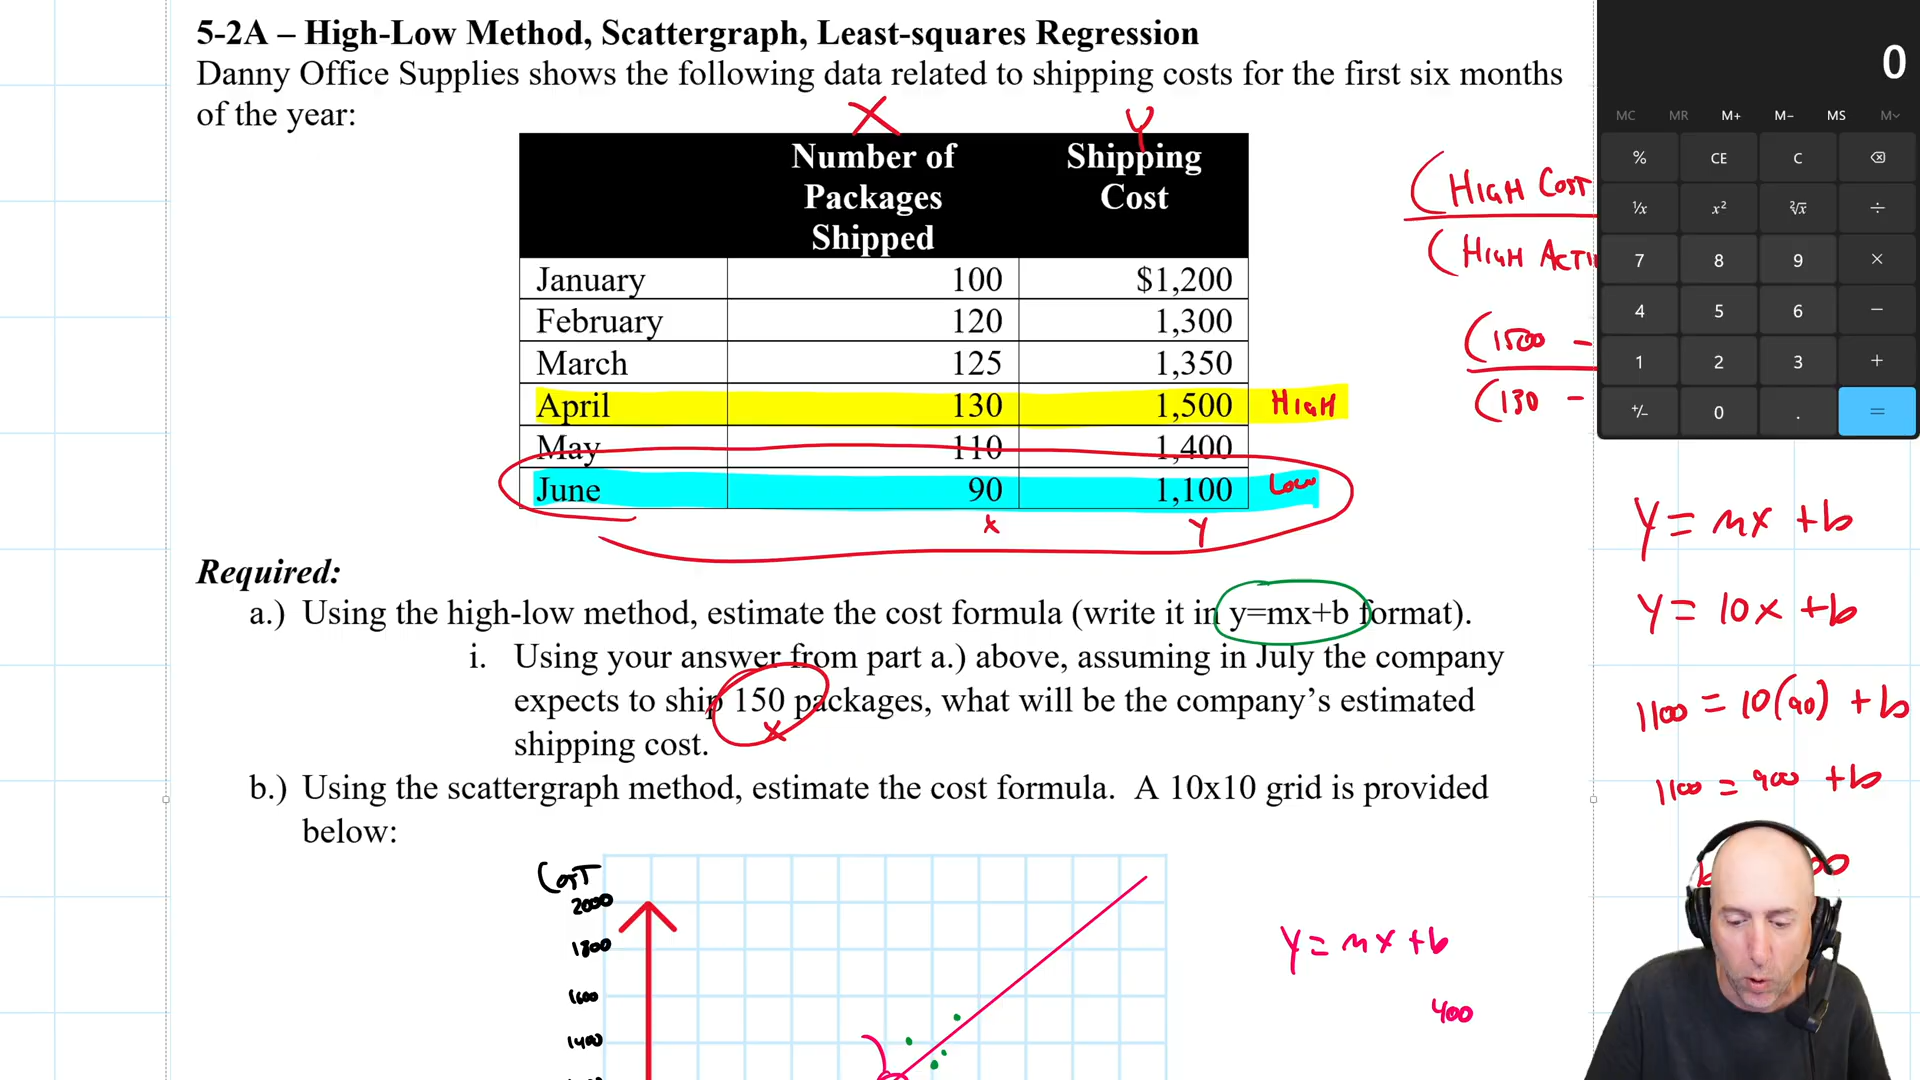 5-2A – High-Low Method, Scattergraph, Least-squares Regression
Danny Office Supplies shows the following data related to shipping costs for the first six months
of the year:
X Y
Number of Packages Shipped Shipping Cost
January 100 $1,200
February 120 1,300
March 125 1,350
April 130 1,500 HIGH
May 110 1,400
June 90 1,100 Low
x y
Required:
a.) Using the high-low method, estimate the cost formula (write it in y=mx+b format).
i. Using your answer from part a.) above, assuming in July the company
expects to ship 150 packages, what will be the company's estimated
x
shipping cost.
b.) Using the scattergraph method, estimate the cost formula. A 10x10 grid is provided
below:
COST
2000
1800
1600
1400
y = mx + b
400
(HIGH COST
(HIGH ACTI
(1500 -
(130 -
y = mx + b
y = 10x + b
1100 = 10(90) + b
1100 = 900 + b
0
MC MR M+ M− MS M˅
% CE C
¹/x x² ²√x ÷
7 8 9 ×
4 5 6 −
1 2 3 +
+/− 0 . =